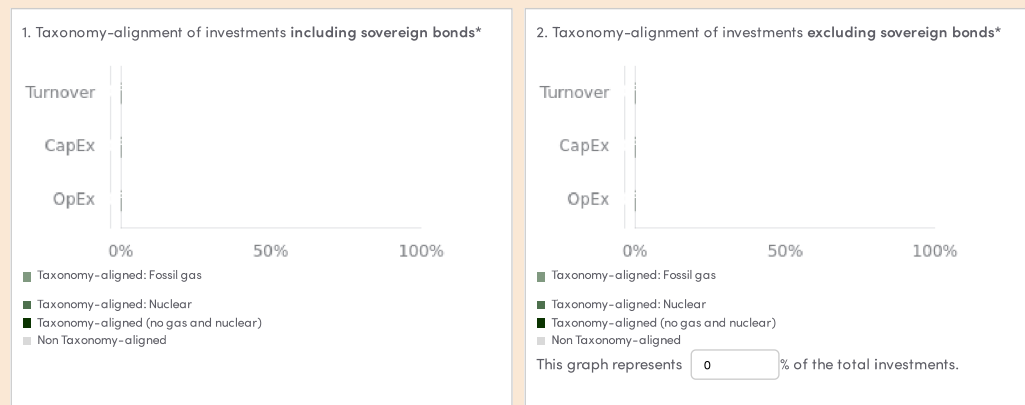 1. Taxonomy-alignment of investments including sovereign bonds*
Turnover
CapEx
OpEx
0% 50% 100%
Taxonomy-aligned: Fossil gas
Taxonomy-aligned: Nuclear
Taxonomy-aligned (no gas and nuclear)
Non Taxonomy-aligned
2. Taxonomy-alignment of investments excluding sovereign bonds*
Turnover
CapEx
OpEx
0% 50% 100%
Taxonomy-aligned: Fossil gas
Taxonomy-aligned: Nuclear
Taxonomy-aligned (no gas and nuclear)
Non Taxonomy-aligned
This graph represents 0 % of the total investments.